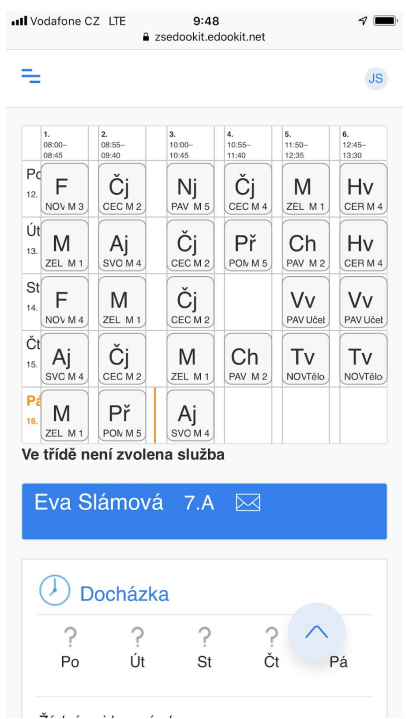 Vodafone CZ LTE 9:48
zsedookit.edookit.net
JS
1. 2. 3. 4. 5. 6.
08:00– 08:55– 10:00– 10:55– 11:50– 12:45–
08:45 09:40 10:45 11:40 12:35 13:30
Po F Čj Nj Čj M Hv
12. NOV M 3 CEC M 2 PAV M 5 CEC M 4 ZEL M 1 CER M 4
Út M Aj Čj Př Ch Hv
13. ZEL M 1 SVO M 4 CEC M 2 POM M 5 PAV M 2 CER M 4
St F M Čj Vv Vv
14. NOV M 4 ZEL M 1 CEC M 2 PAV Učeb PAV Učeb
Čt Aj Čj M Ch Tv Tv
15. SVO M 4 CEC M 2 ZEL M 1 PAV M 2 NOVTělo NOVTělo
Pá M Př Aj
16. ZEL M 1 POM M 5 SVO M 4
Ve třídě není zvolena služba
Eva Slámová 7.A
Docházka
? ? ? ?
Po Út St Čt Pá